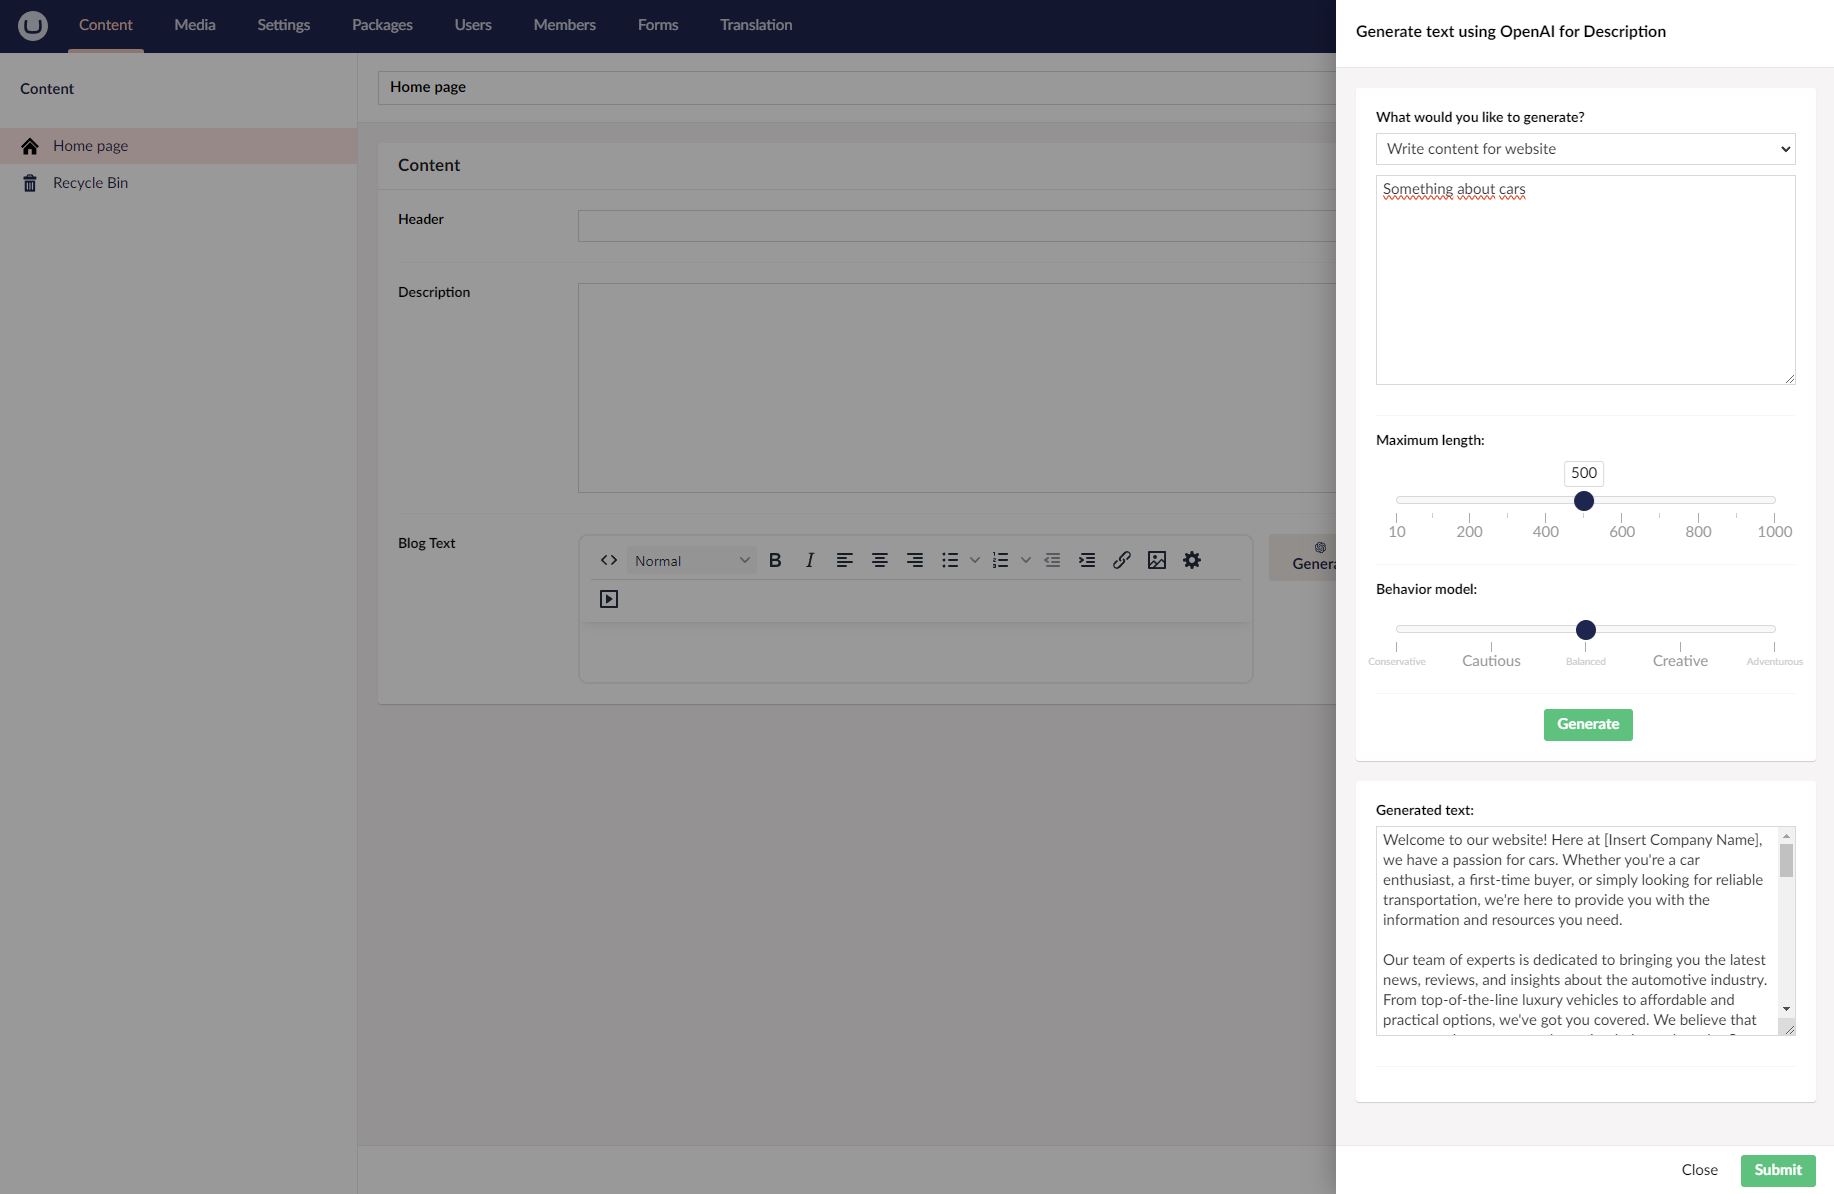 Content Media Settings Packages Users Members Forms Translation
Content
Home page
Recycle Bin
Home page
Content
Header
Description
Blog Text
Normal
B I
Generate text using OpenAI for Description
What would you like to generate?
Write content for website
Something about cars
Maximum length:
500
10 200 400 600 800 1000
Behavior model:
Conservative Cautious Balanced Creative Adventurous
Generate
Generated text:
Welcome to our website! Here at [Insert Company Name],
we have a passion for cars. Whether you're a car
enthusiast, a first-time buyer, or simply looking for reliable
transportation, we're here to provide you with the
information and resources you need.
Our team of experts is dedicated to bringing you the latest
news, reviews, and insights about the automotive industry.
From top-of-the-line luxury vehicles to affordable and
practical options, we've got you covered. We believe that
Close Submit